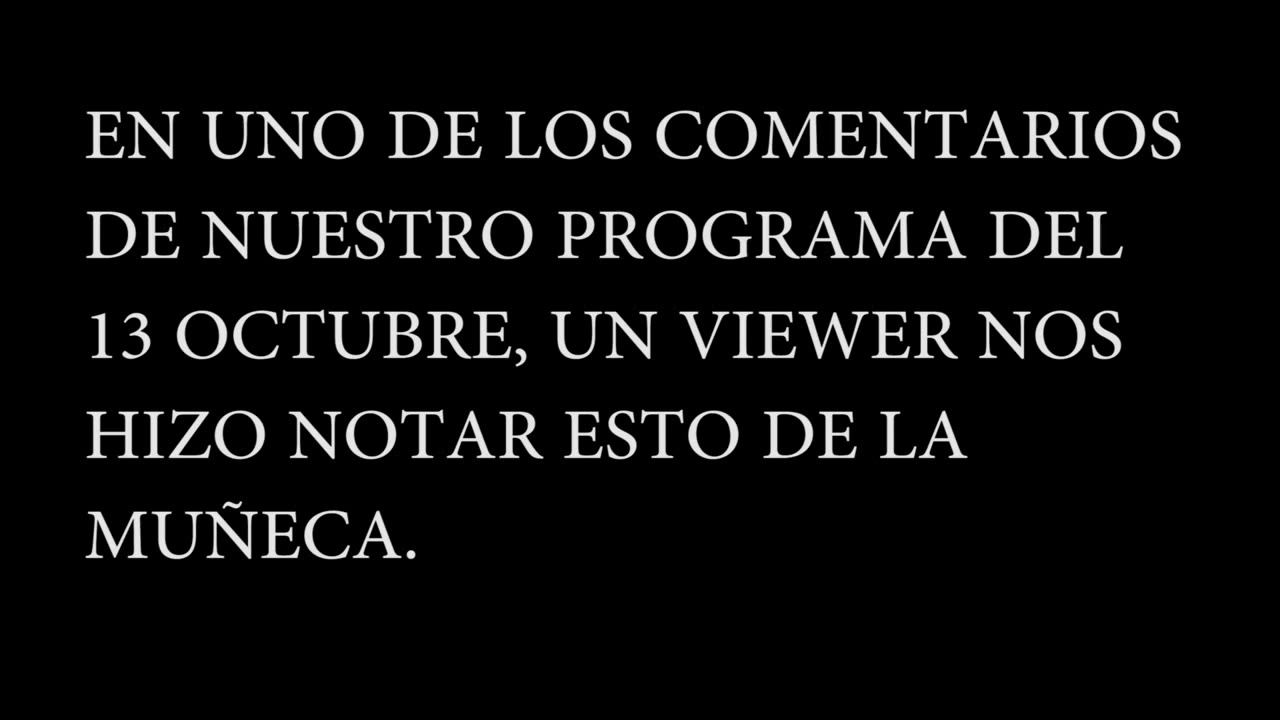 EN UNO DE LOS COMENTARIOS
DE NUESTRO PROGRAMA DEL
13 OCTUBRE, UN VIEWER NOS
HIZO NOTAR ESTO DE LA
MUÑECA.